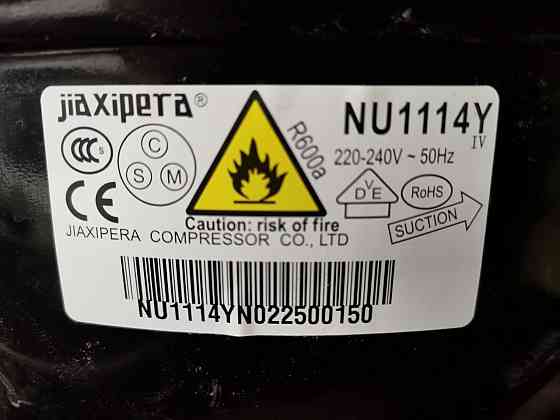 jiaxipera®
NU1114Y
IV
CCC S
C
S M
R600a
220-240V ~ 50Hz
CE
DVE
RoHS
SUCTION
Caution: risk of fire
JIAXIPERA COMPRESSOR CO., LTD
NU1114YN022500150